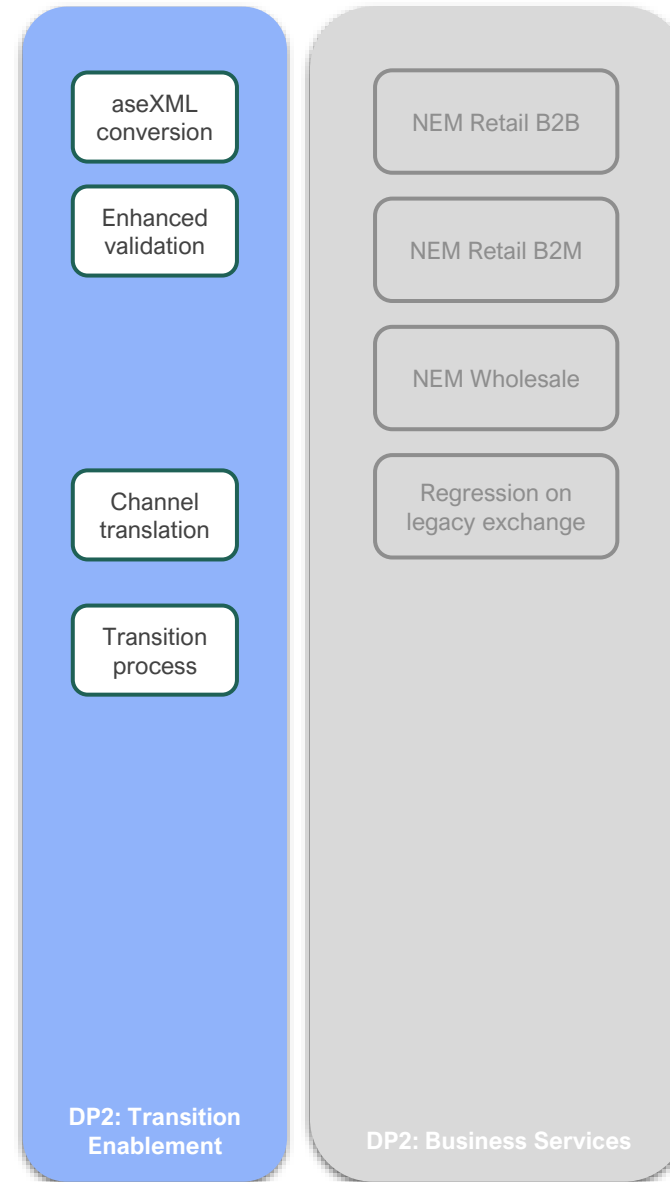 aseXML
conversion
Enhanced
validation
Channel
translation
Transition
process
DP2: Transition
Enablement
NEM Retail B2B
NEM Retail B2M
NEM Wholesale
Regression on
legacy exchange
DP2: Business Services